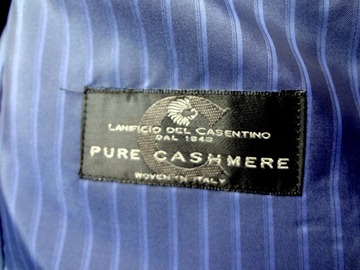 LANIFICIO DEL CASENTINO
DAL 1848
PURE CASHMERE
WOVEN IN ITALY